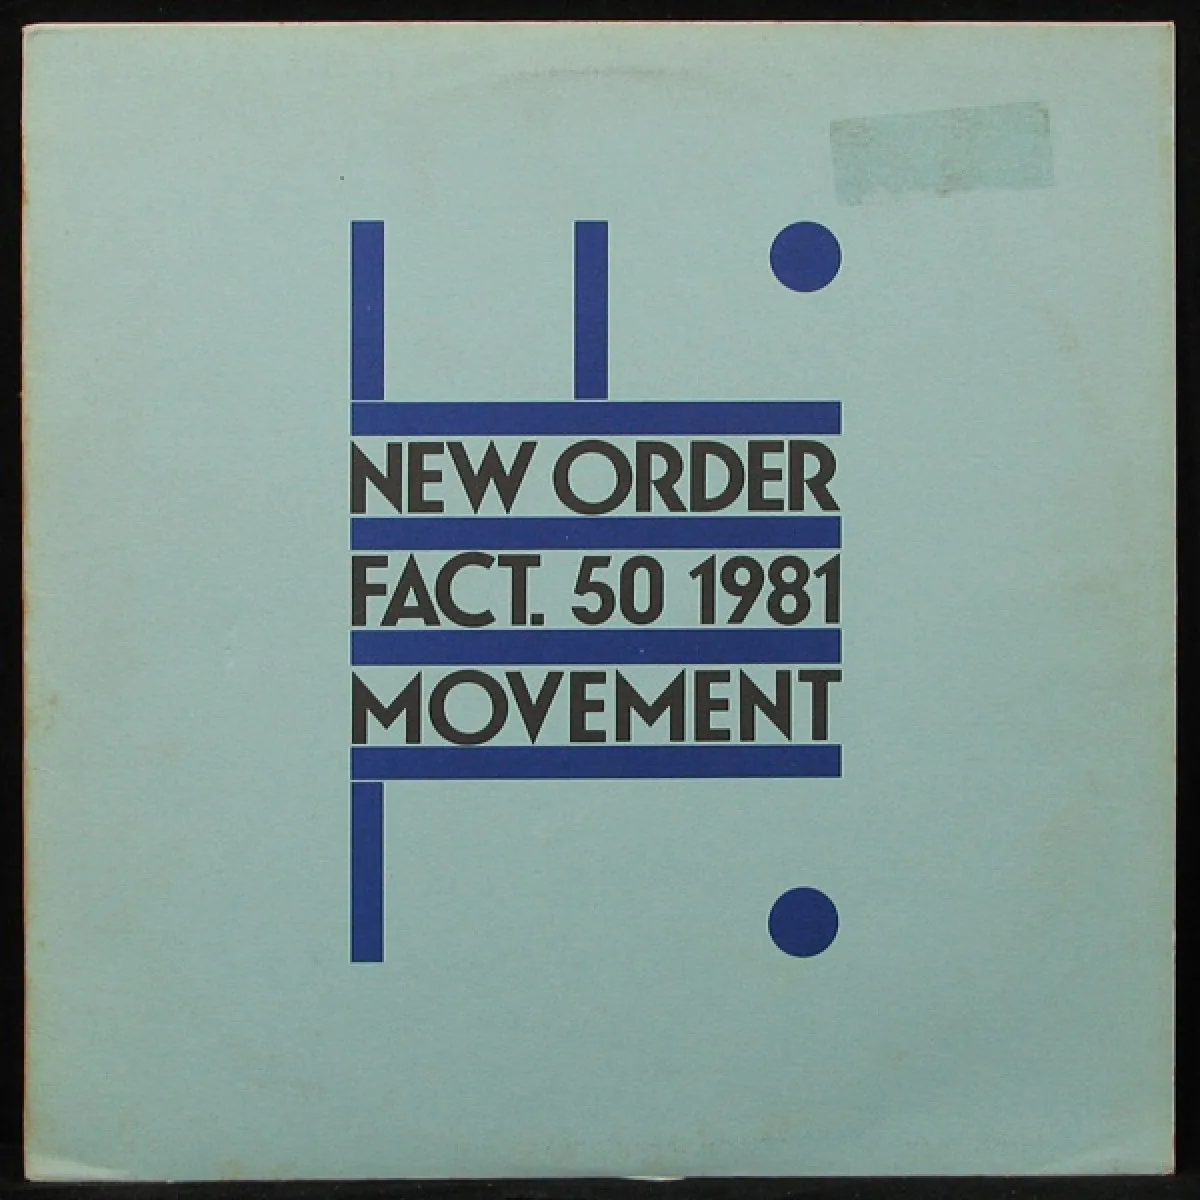 NEW ORDER
FACT. 50 1981
MOVEMENT